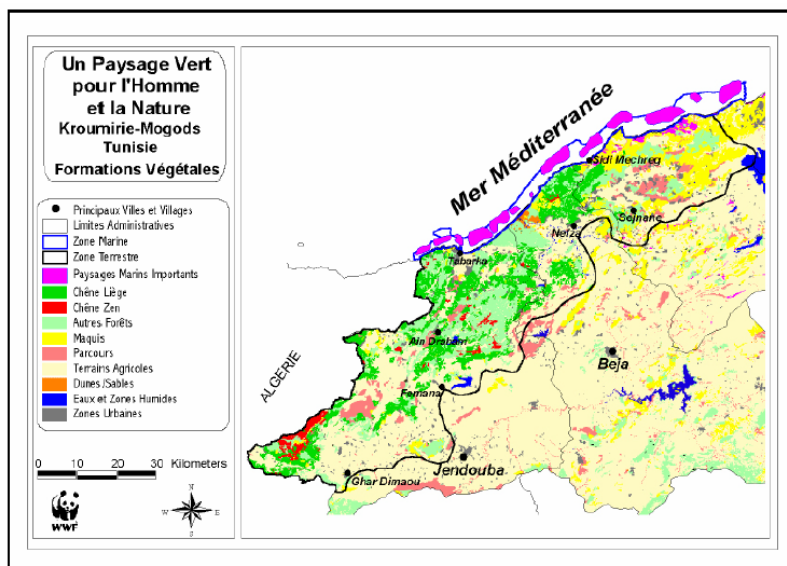 Un Paysage Vert
pour l'Homme
et la Nature
Kroumirie-Mogods
Tunisie
Formations Végétales
Principaux Villes et Villages
Limites Administratives
Zone Marine
Zone Terrestre
Paysages Marins Importants
Chêne Liège
Chêne Zen
Autres Forêts
Maquis
Parcours
Terrains Agricoles
Dunes/Sables
Eaux et Zones Humides
Zones Urbaines
0 10 20 30 Kilometers
WWF
N
W E
S
Mer Méditerranée
Sidi Mechreg
Sejnane
Nefza
Tabarka
Ain Draham
Beja
ALGERIE
Fernana
Jendouba
Ghar Dimaou